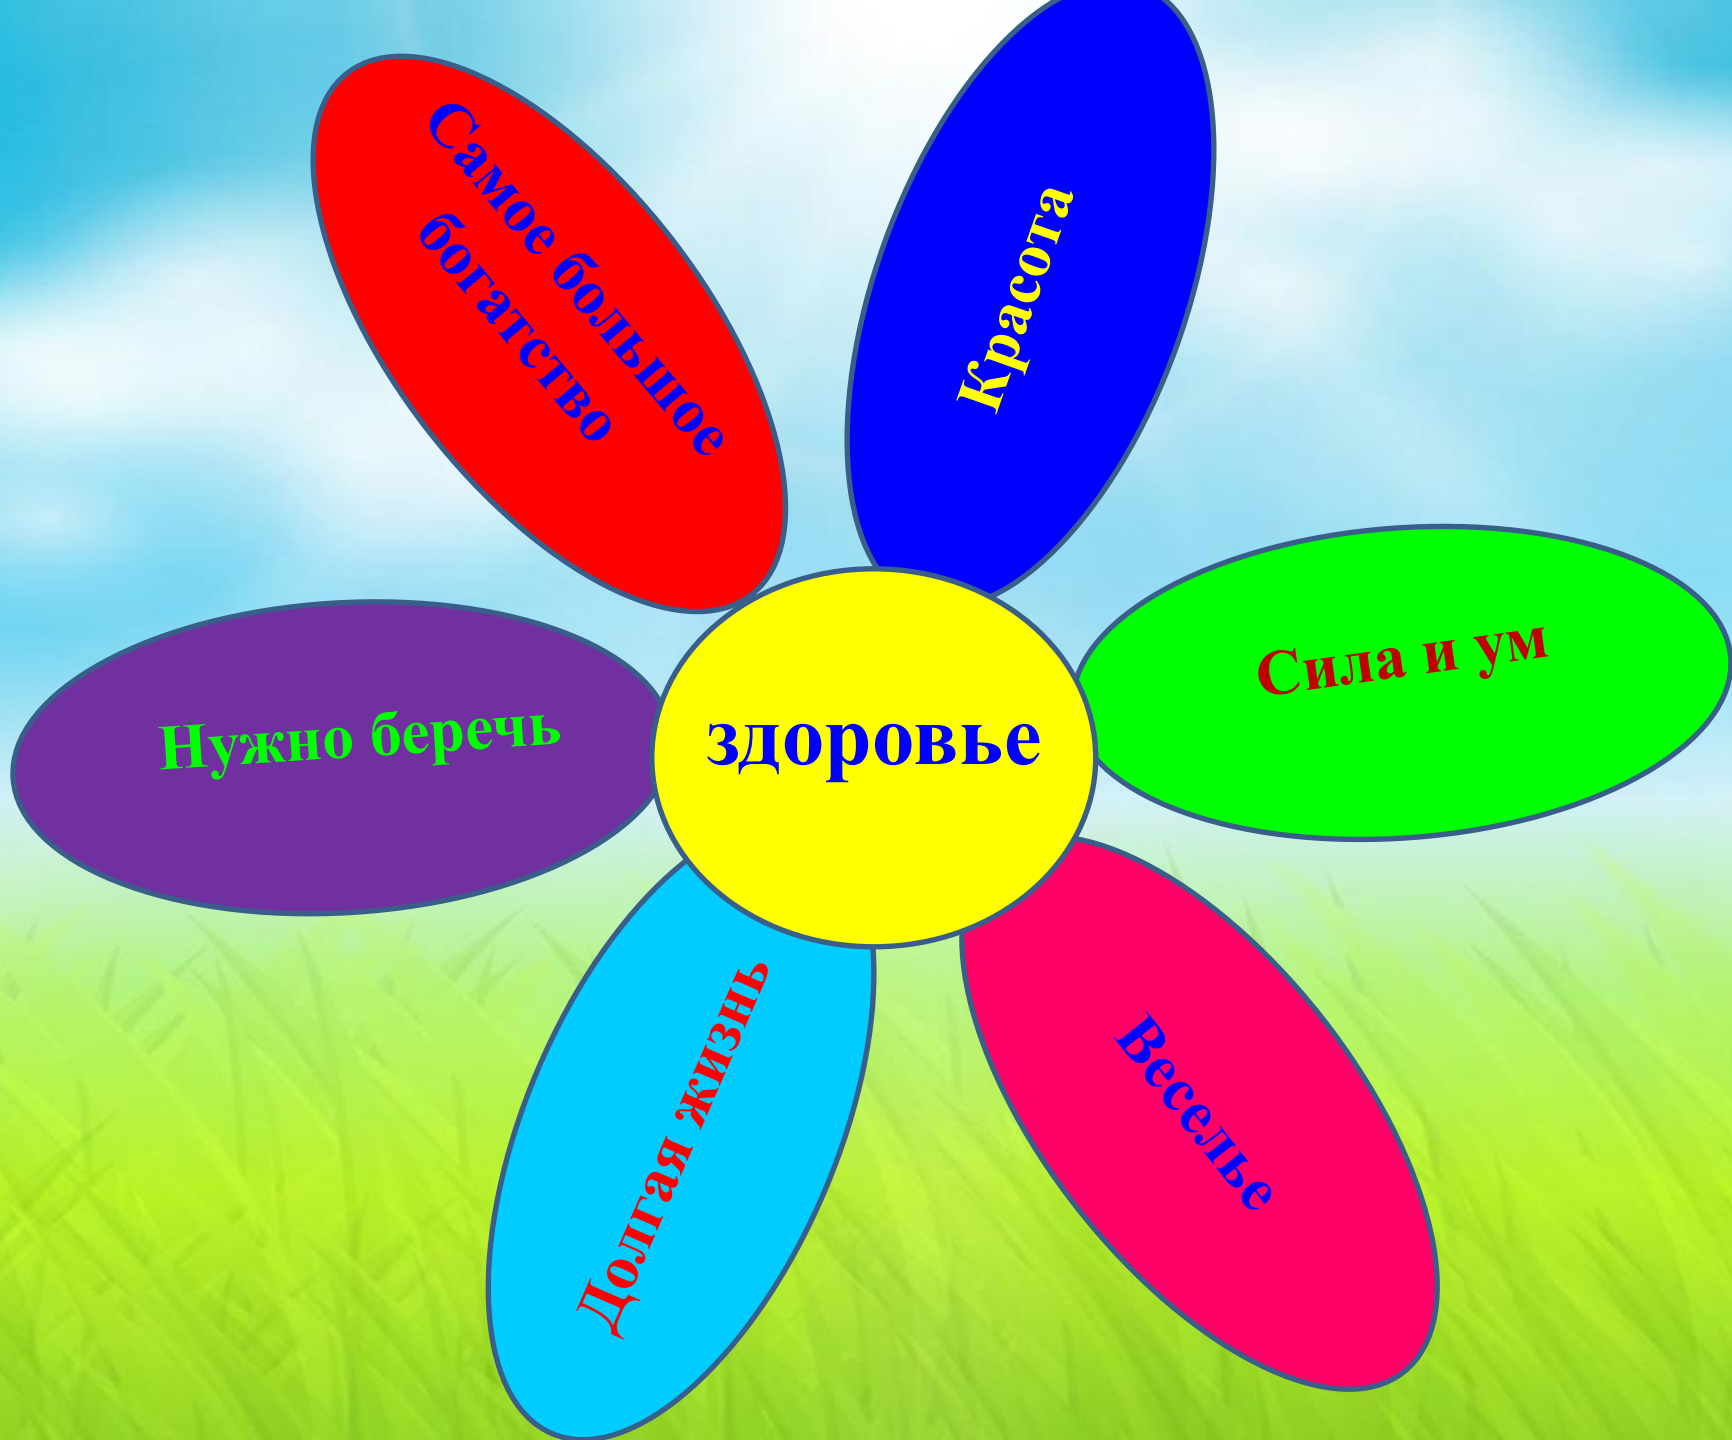 Самое большое
богатство
Красота
Сила и ум
Нужно беречь
здоровье
Долгая жизнь
Веселье